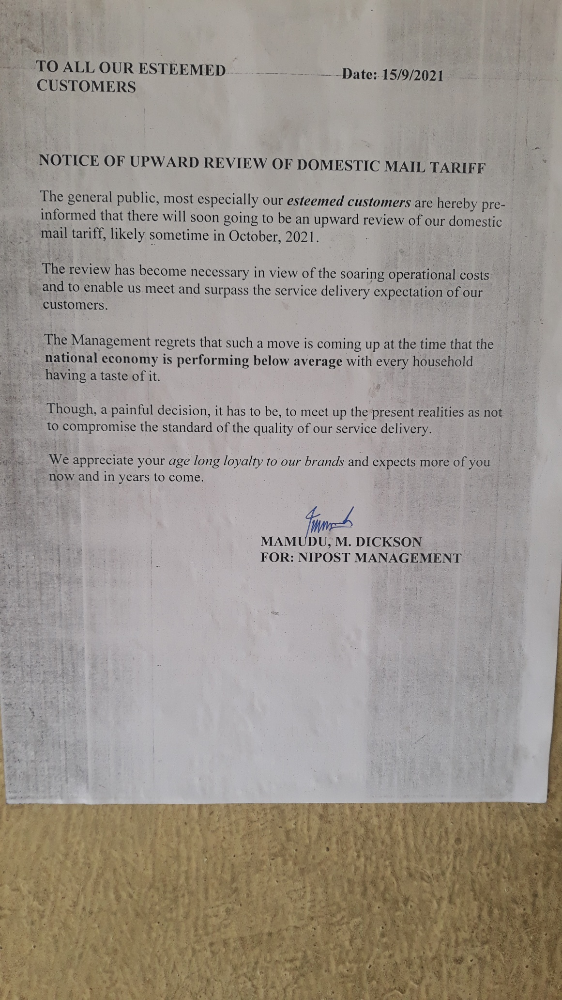 TO ALL OUR ESTEEMED
CUSTOMERS
Date: 15/9/2021
NOTICE OF UPWARD REVIEW OF DOMESTIC MAIL TARIFF
The general public, most especially our esteemed customers are hereby pre-
informed that there will soon going to be an upward review of our domestic
mail tariff, likely sometime in October, 2021.
The review has become necessary in view of the soaring operational costs
and to enable us meet and surpass the service delivery expectation of our
customers.
The Management regrets that such a move is coming up at the time that the
national economy is performing below average with every household
having a taste of it.
Though, a painful decision, it has to be, to meet up the present realities as not
to compromise the standard of the quality of our service delivery.
We appreciate your age long loyalty to our brands and expects more of you
now and in years to come.
MAMUDU, M. DICKSON
FOR: NIPOST MANAGEMENT